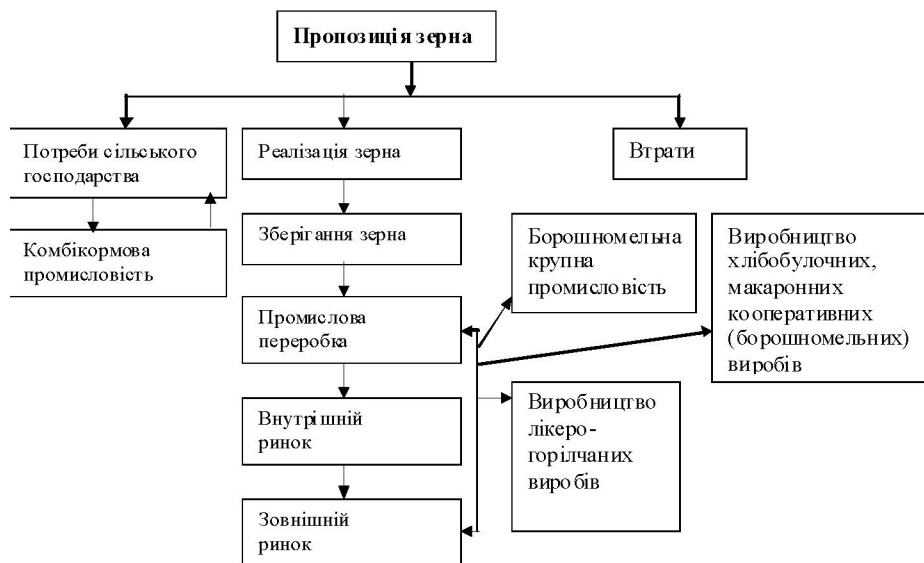 Пропозиція зерна
Потреби сільського
господарства
Реалізація зерна
Втрати
Комбікормова
промисловість
Зберігання зерна
Борошномельна
крупна
промисловість
Виробництво
хлібобулочних,
макаронних
кооперативних
(борошномельних)
виробів
Промислова
переробка
Внутрішній
ринок
Виробництво
лікеро-
горілчаних
виробів
Зовнішній
ринок